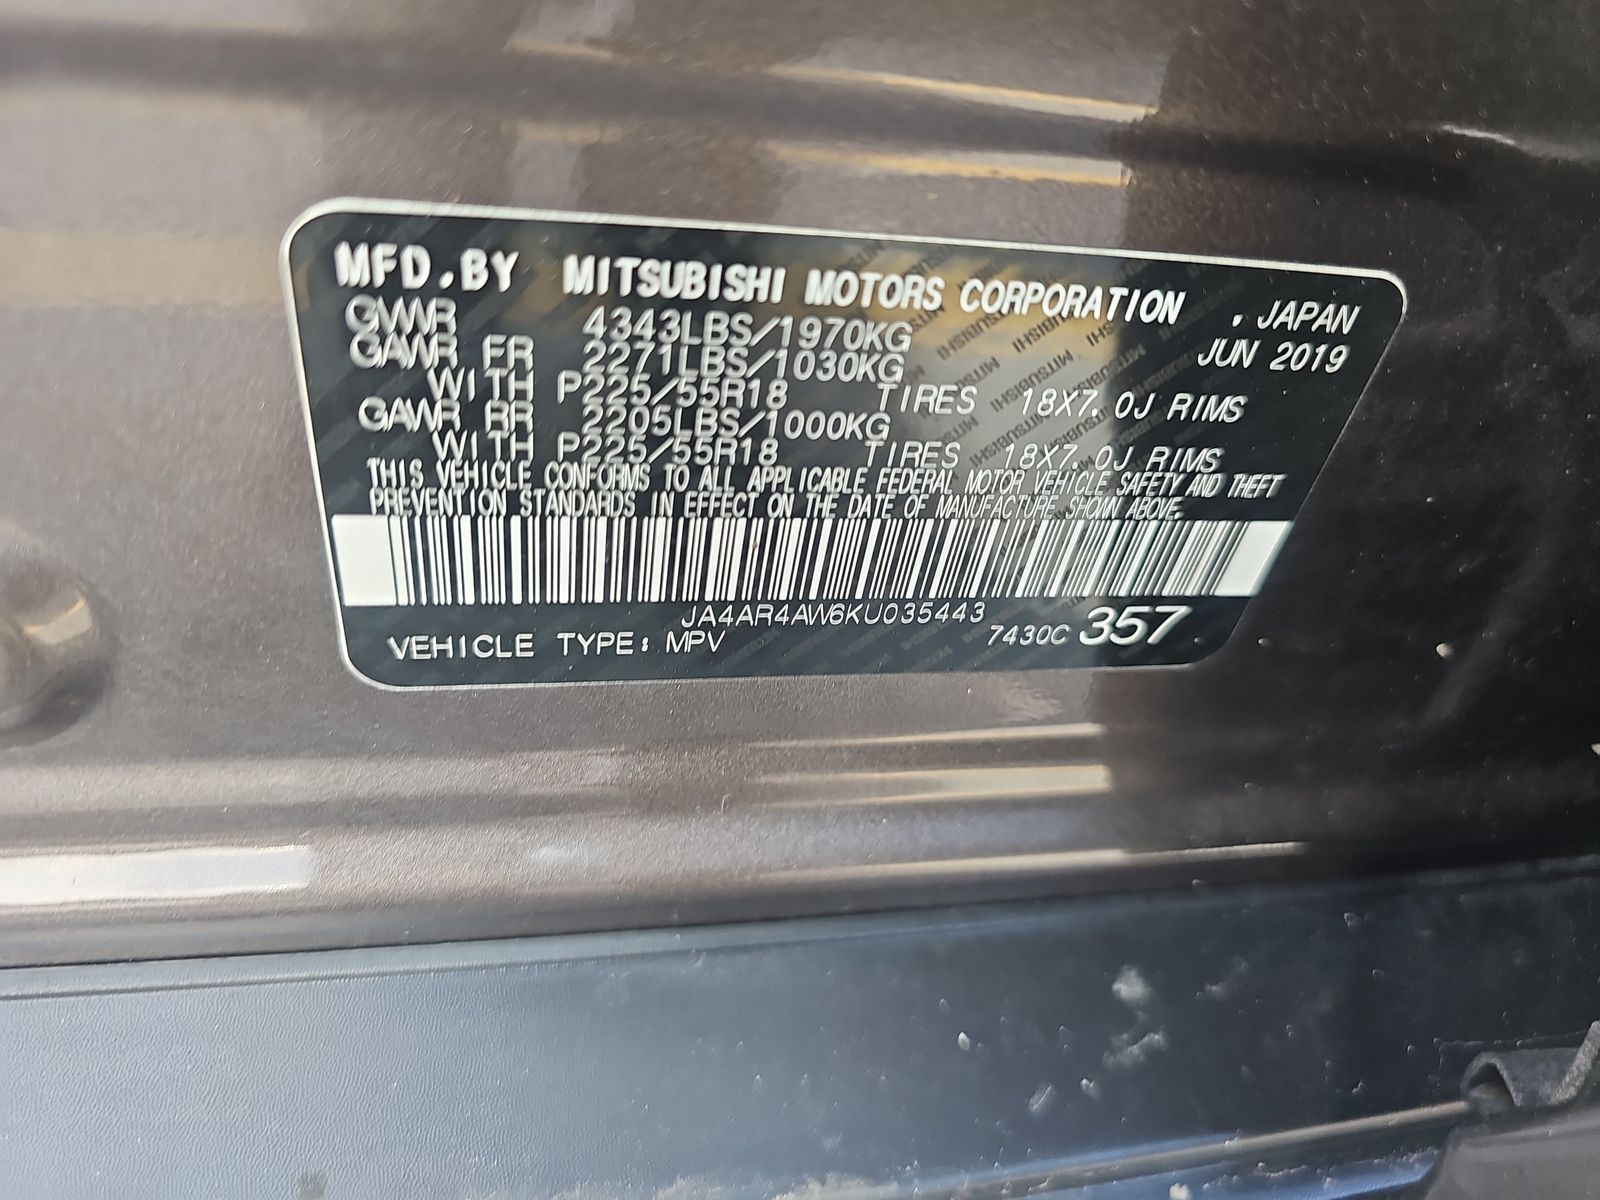 MFD.BY MITSUBISHI MOTORS CORPORATION , JAPAN
GVWR 4343LBS/1970KG JUN 2019
GAWR FR 2271LBS/1030KG
WITH P225/55R18 TIRES 18X7.0J RIMS
GAWR RR 2205LBS/1000KG
WITH P225/55R18 TIRES 18X7.0J RIMS
THIS VEHICLE CONFORMS TO ALL APPLICABLE FEDERAL MOTOR VEHICLE SAFETY AND THEFT
PREVENTION STANDARDS IN EFFECT ON THE DATE OF MANUFACTURE SHOWN ABOVE.
JA4AR4AW6KU035443
VEHICLE TYPE: MPV 7430C 357